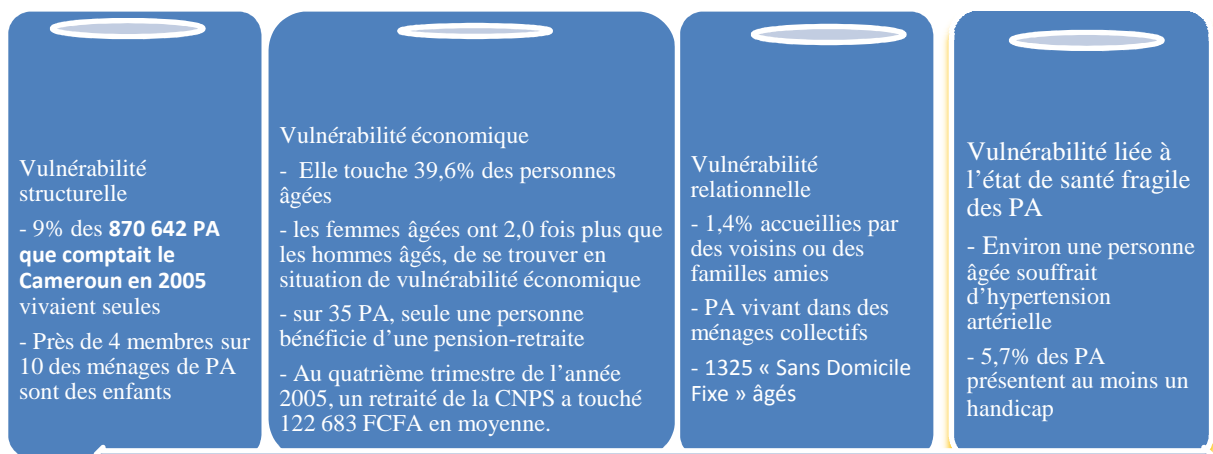 Vulnérabilité
structurelle
- 9% des 870 642 PA
que comptait le
Cameroun en 2005
vivaient seules
- Près de 4 membres sur
10 des ménages de PA
sont des enfants
Vulnérabilité économique
- Elle touche 39,6% des personnes
âgées
- les femmes âgées ont 2,0 fois plus que
les hommes âgés, de se trouver en
situation de vulnérabilité économique
- sur 35 PA, seule une personne
bénéficie d'une pension-retraite
- Au quatrième trimestre de l'année
2005, un retraité de la CNPS a touché
122 683 FCFA en moyenne.
Vulnérabilité
relationnelle
- 1,4% accueillies par
des voisins ou des
familles amies
- PA vivant dans des
ménages collectifs
- 1325 « Sans Domicile
Fixe » âgés
Vulnérabilité liée à
l'état de santé fragile
des PA
- Environ une personne
âgée souffrait
d'hypertension
artérielle
- 5,7% des PA
présentent au moins un
handicap